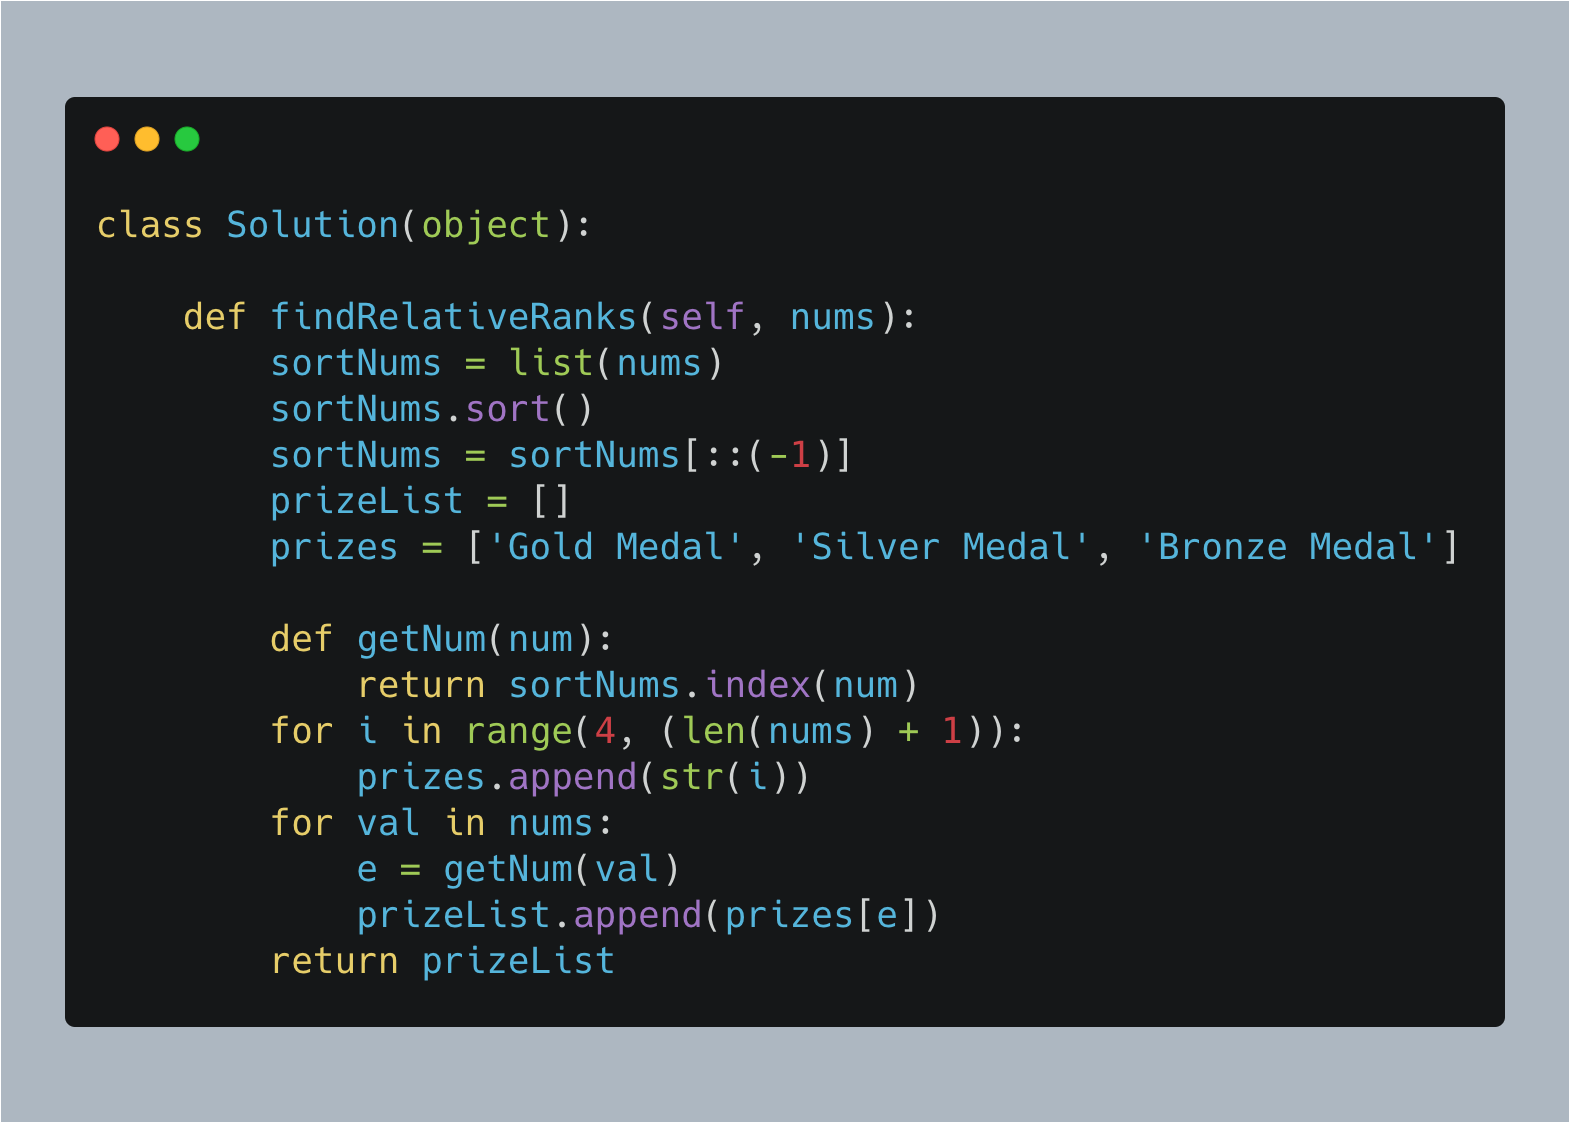 class Solution(object):
    def findRelativeRanks(self, nums):
        sortNums = list(nums)
        sortNums.sort()
        sortNums = sortNums[::(-1)]
        prizeList = []
        prizes = ['Gold Medal', 'Silver Medal', 'Bronze Medal']
        def getNum(num):
            return sortNums.index(num)
        for i in range(4, (len(nums) + 1)):
            prizes.append(str(i))
        for val in nums:
            e = getNum(val)
            prizeList.append(prizes[e])
        return prizeList